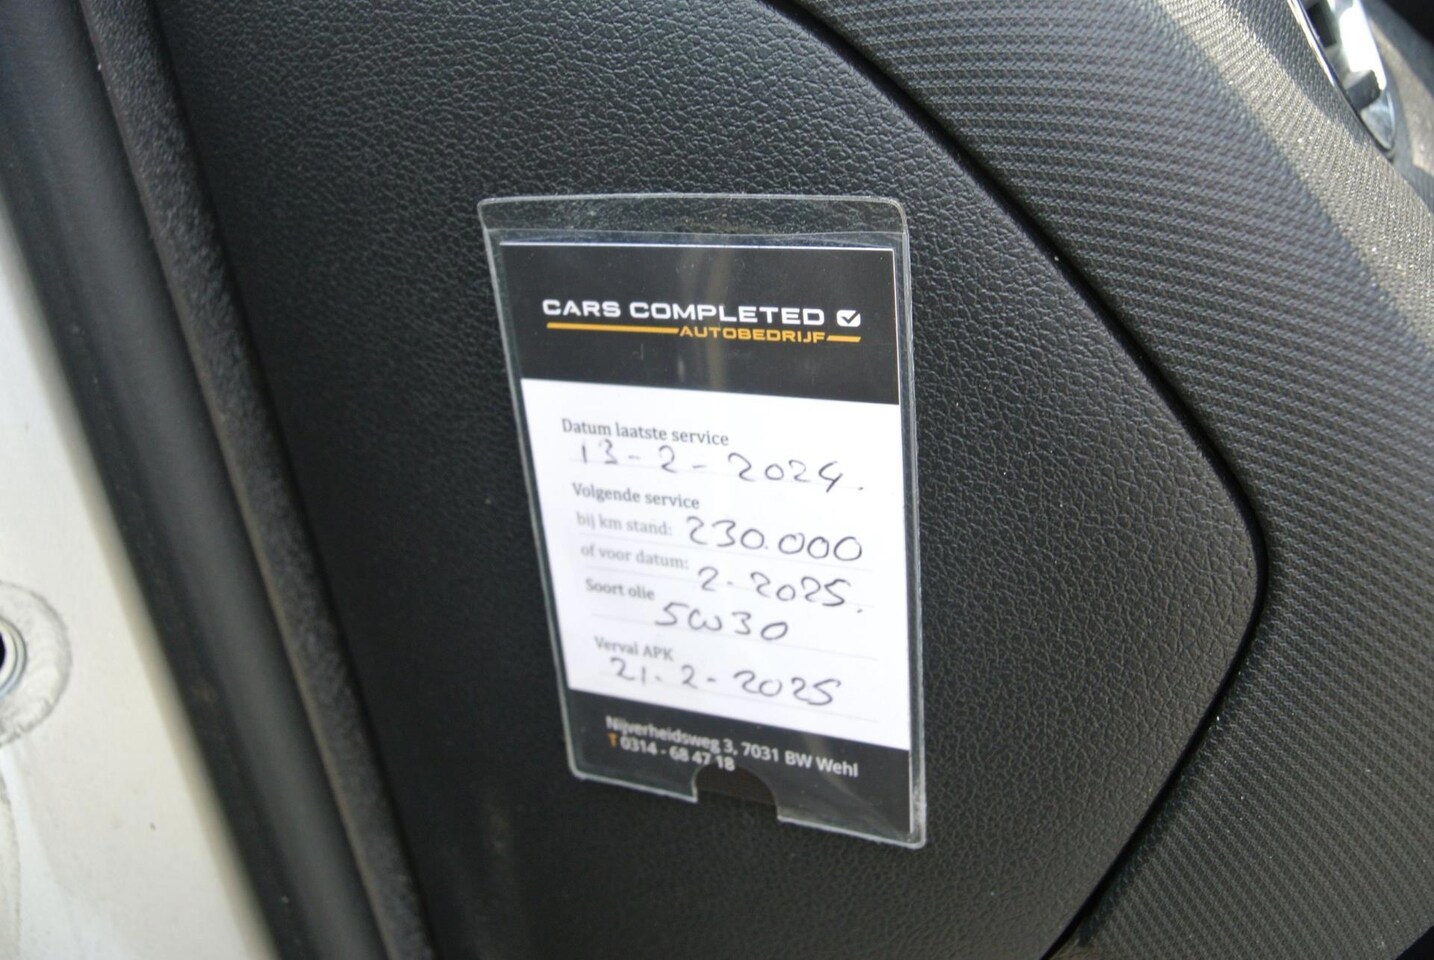 CARS COMPLETED
AUTOBEDRIJF
Datum laatste service
13-2-2024.
Volgende service
bij km stand: 230.000
of voor datum: 2-2025.
Soort olie
5W30
Verval APK
21-2-2025
Nijverheidsweg 3, 7031 BW Wehl
T 0314 - 68 47 18